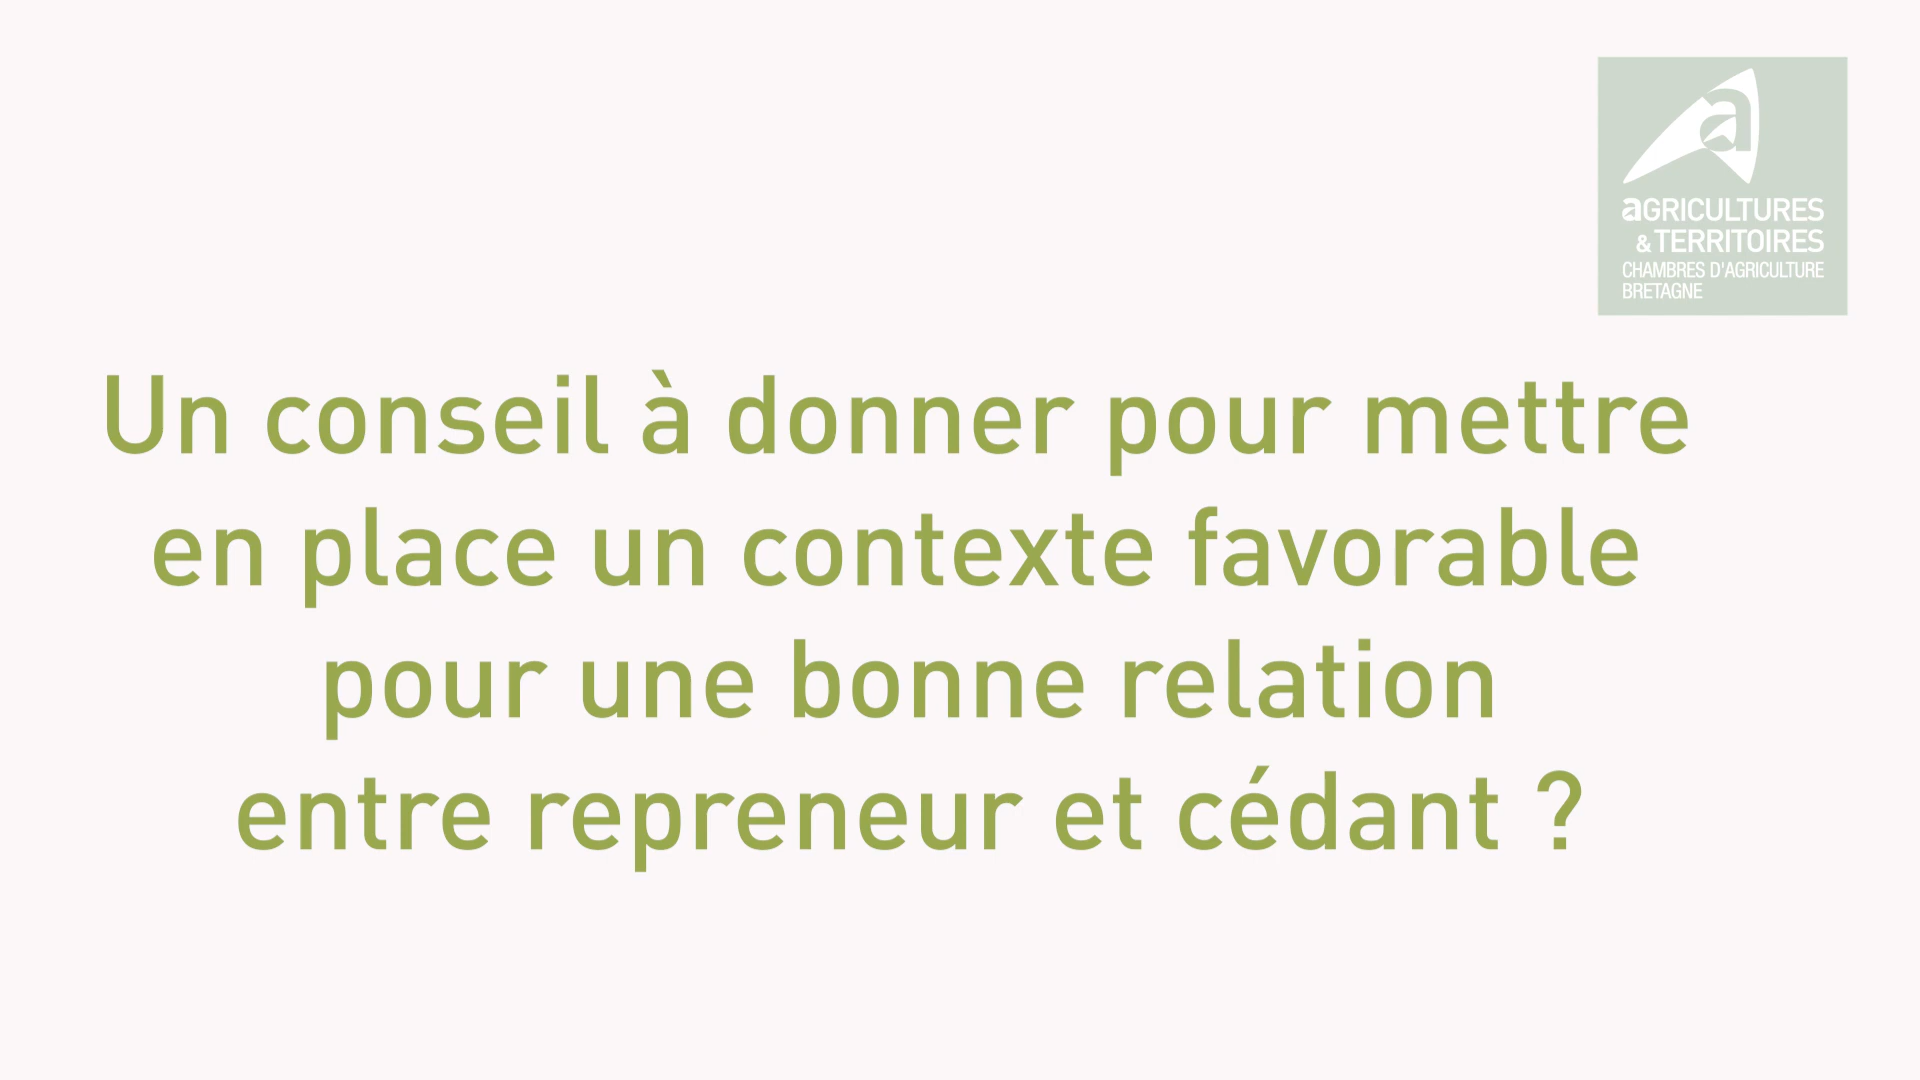 aGRICULTURES
& TERRITOIRES
CHAMBRES D'AGRICULTURE
BRETAGNE
Un conseil à donner pour mettre
en place un contexte favorable
pour une bonne relation
entre repreneur et cédant ?